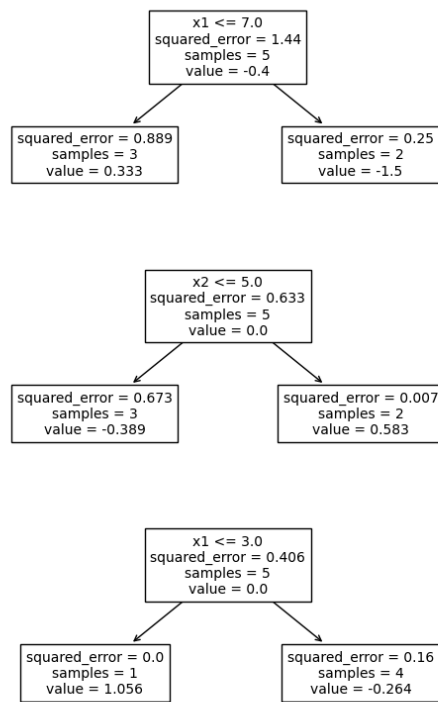 x1 <= 7.0
squared_error = 1.44
samples = 5
value = -0.4
squared_error = 0.889
samples = 3
value = 0.333
squared_error = 0.25
samples = 2
value = -1.5
x2 <= 5.0
squared_error = 0.633
samples = 5
value = 0.0
squared_error = 0.673
samples = 3
value = -0.389
squared_error = 0.007
samples = 2
value = 0.583
x1 <= 3.0
squared_error = 0.406
samples = 5
value = 0.0
squared_error = 0.0
samples = 1
value = 1.056
squared_error = 0.16
samples = 4
value = -0.264